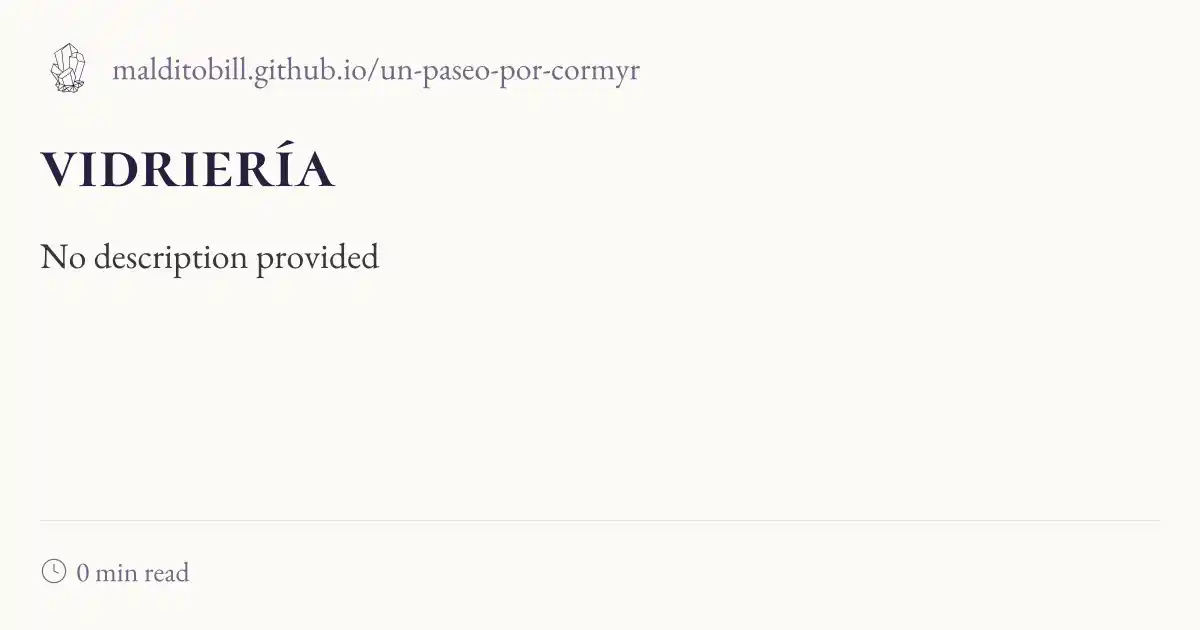 malditobill.github.io/un-paseo-por-cormyr
VIDRIERÍA
No description provided
0 min read